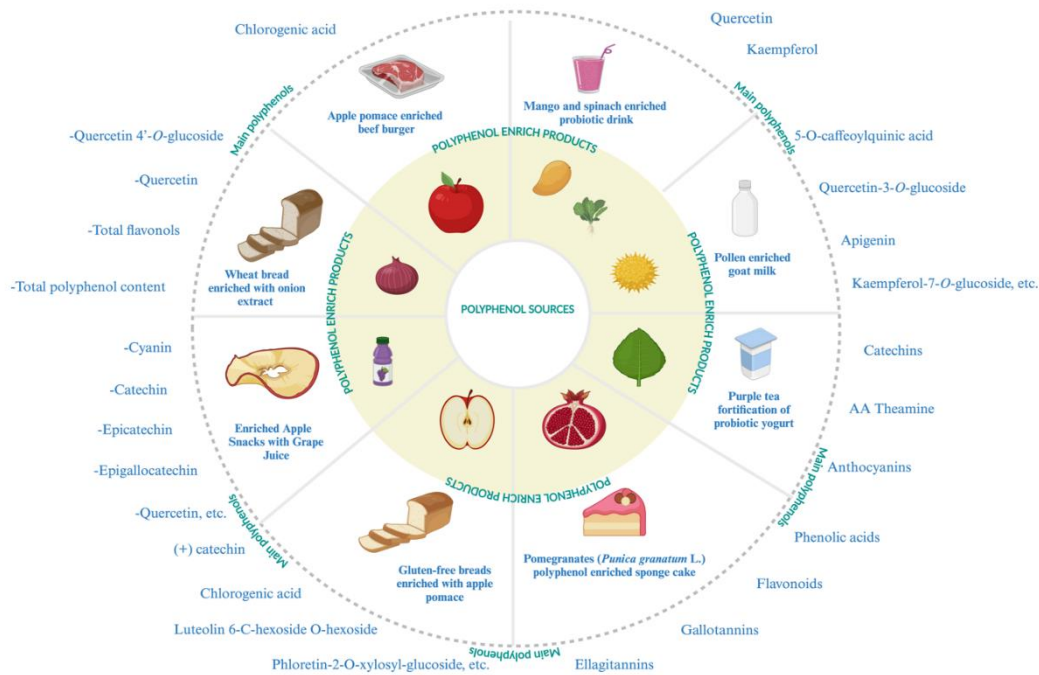 Chlorogenic acid
Quercetin
Kaempferol
Main polyphenols
Main polyphenols
Apple pomace enriched
beef burger
Mango and spinach enriched
probiotic drink
POLYPHENOL ENRICH PRODUCTS
-Quercetin 4'-O-glucoside
-Quercetin
-Total flavonols
-Total polyphenol content
Wheat bread
enriched with onion
extract
POLYPHENOL ENRICH PRODUCTS
5-O-caffeoylquinic acid
Quercetin-3-O-glucoside
Apigenin
Kaempferol-7-O-glucoside, etc.
Pollen enriched
goat milk
POLYPHENOL ENRICH PRODUCTS
POLYPHENOL SOURCES
-Cyanin
-Catechin
-Epicatechin
-Epigallocatechin
-Quercetin, etc.
Enriched Apple
Snacks with Grape
Juice
Catechins
AA Theamine
Anthocyanins
Purple tea
fortification of
probiotic yogurt
Main polyphenols
Main polyphenols
POLYPHENOL ENRICH PRODUCTS
(+) catechin
Chlorogenic acid
Luteolin 6-C-hexoside O-hexoside
Phloretin-2-O-xylosyl-glucoside, etc.
Gluten-free breads
enriched with apple
pomace
Pomegranates (Punica granatum L.)
polyphenol enriched sponge cake
Phenolic acids
Flavonoids
Gallotannins
Ellagitannins
Main polyphenols